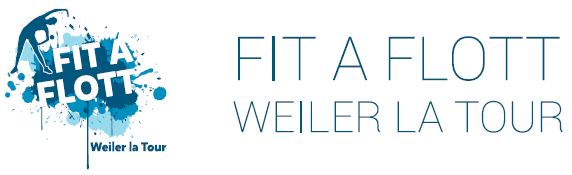 FIT A
FLOTT
Weiler la Tour
FIT A FLOTT
WEILER LA TOUR